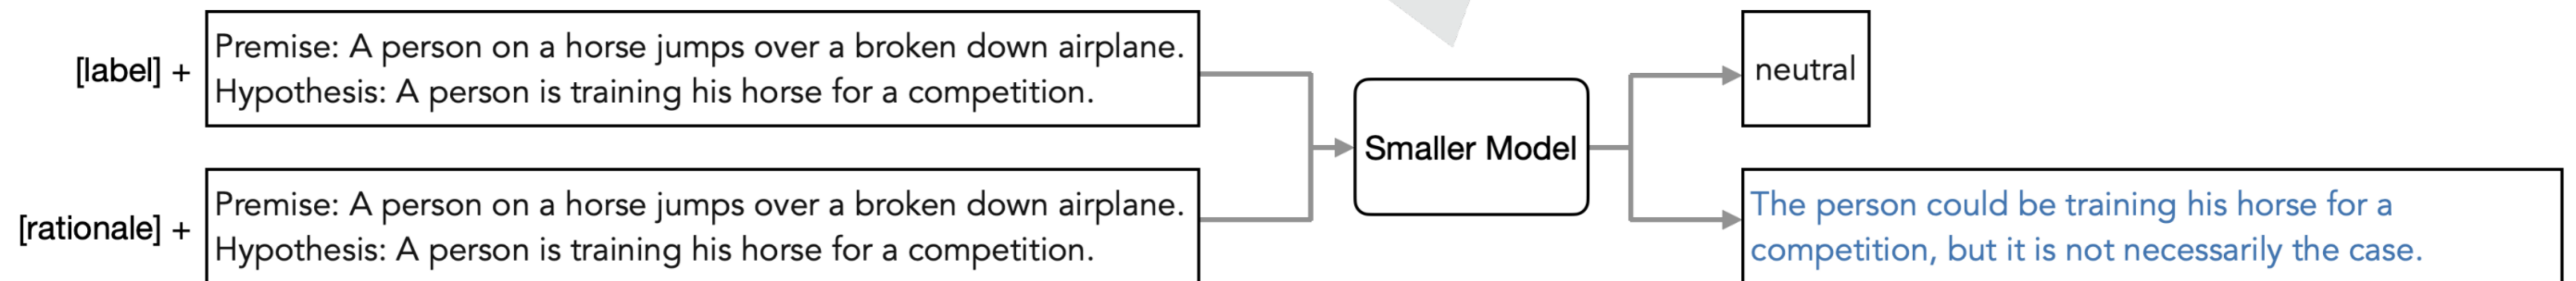 [label] +
Premise: A person on a horse jumps over a broken down airplane.
Hypothesis: A person is training his horse for a competition.
neutral
Smaller Model
[rationale] +
Premise: A person on a horse jumps over a broken down airplane.
Hypothesis: A person is training his horse for a competition.
The person could be training his horse for a
competition, but it is not necessarily the case.